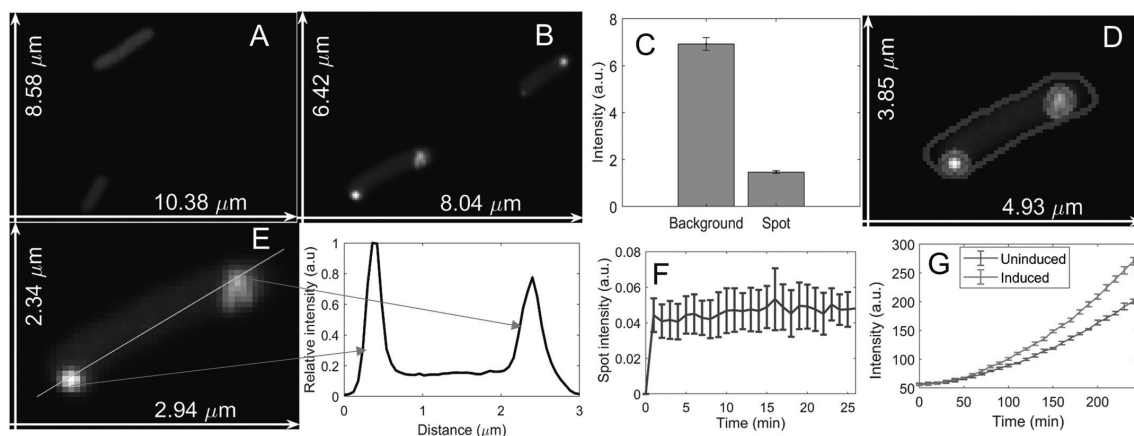 A
8.58 μm
10.38 μm
B
6.42 μm
8.04 μm
C
Intensity (a.u.)
8
6
4
2
0
Background Spot
D
3.85 μm
4.93 μm
E
2.34 μm
2.94 μm
Relative intensity (a.u)
1
0.8
0.6
0.4
0.2
0
0 1 2 3
Distance (μm)
F
Spot intensity (a.u.)
0.08
0.06
0.04
0.02
0.00
0 5 10 15 20 25
Time (min)
G
Uninduced
Induced
Intensity (a.u.)
300
250
200
150
100
50
0 50 100 150 200
Time (min)